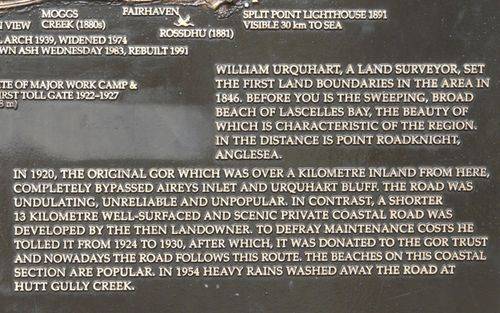 MOGGS
CREEK (1880s)
FAIRHAVEN
ROSSDHU (1881)
SPLIT POINT LIGHTHOUSE 1891
VISIBLE 30 km TO SEA
VIEW
ARCH 1939, WIDENED 1974
WN ASH WEDNESDAY 1983, REBUILT 1991
TE OF MAJOR WORK CAMP &
RST TOLL GATE 1922–1927
m)
WILLIAM URQUHART, A LAND SURVEYOR, SET
THE FIRST LAND BOUNDARIES IN THE AREA IN
1846. BEFORE YOU IS THE SWEEPING, BROAD
BEACH OF LASCELLES BAY, THE BEAUTY OF
WHICH IS CHARACTERISTIC OF THE REGION.
IN THE DISTANCE IS POINT ROADKNIGHT,
ANGLESEA.
IN 1920, THE ORIGINAL GOR WHICH WAS OVER A KILOMETRE INLAND FROM HERE,
COMPLETELY BYPASSED AIREYS INLET AND URQUHART BLUFF. THE ROAD WAS
UNDULATING, UNRELIABLE AND UNPOPULAR. IN CONTRAST, A SHORTER
13 KILOMETRE WELL-SURFACED AND SCENIC PRIVATE COASTAL ROAD WAS
DEVELOPED BY THE THEN LANDOWNER. TO DEFRAY MAINTENANCE COSTS HE
TOLLED IT FROM 1924 TO 1930, AFTER WHICH, IT WAS DONATED TO THE GOR TRUST
AND NOWADAYS THE ROAD FOLLOWS THIS ROUTE. THE BEACHES ON THIS COASTAL
SECTION ARE POPULAR. IN 1954 HEAVY RAINS WASHED AWAY THE ROAD AT
HUTT GULLY CREEK.